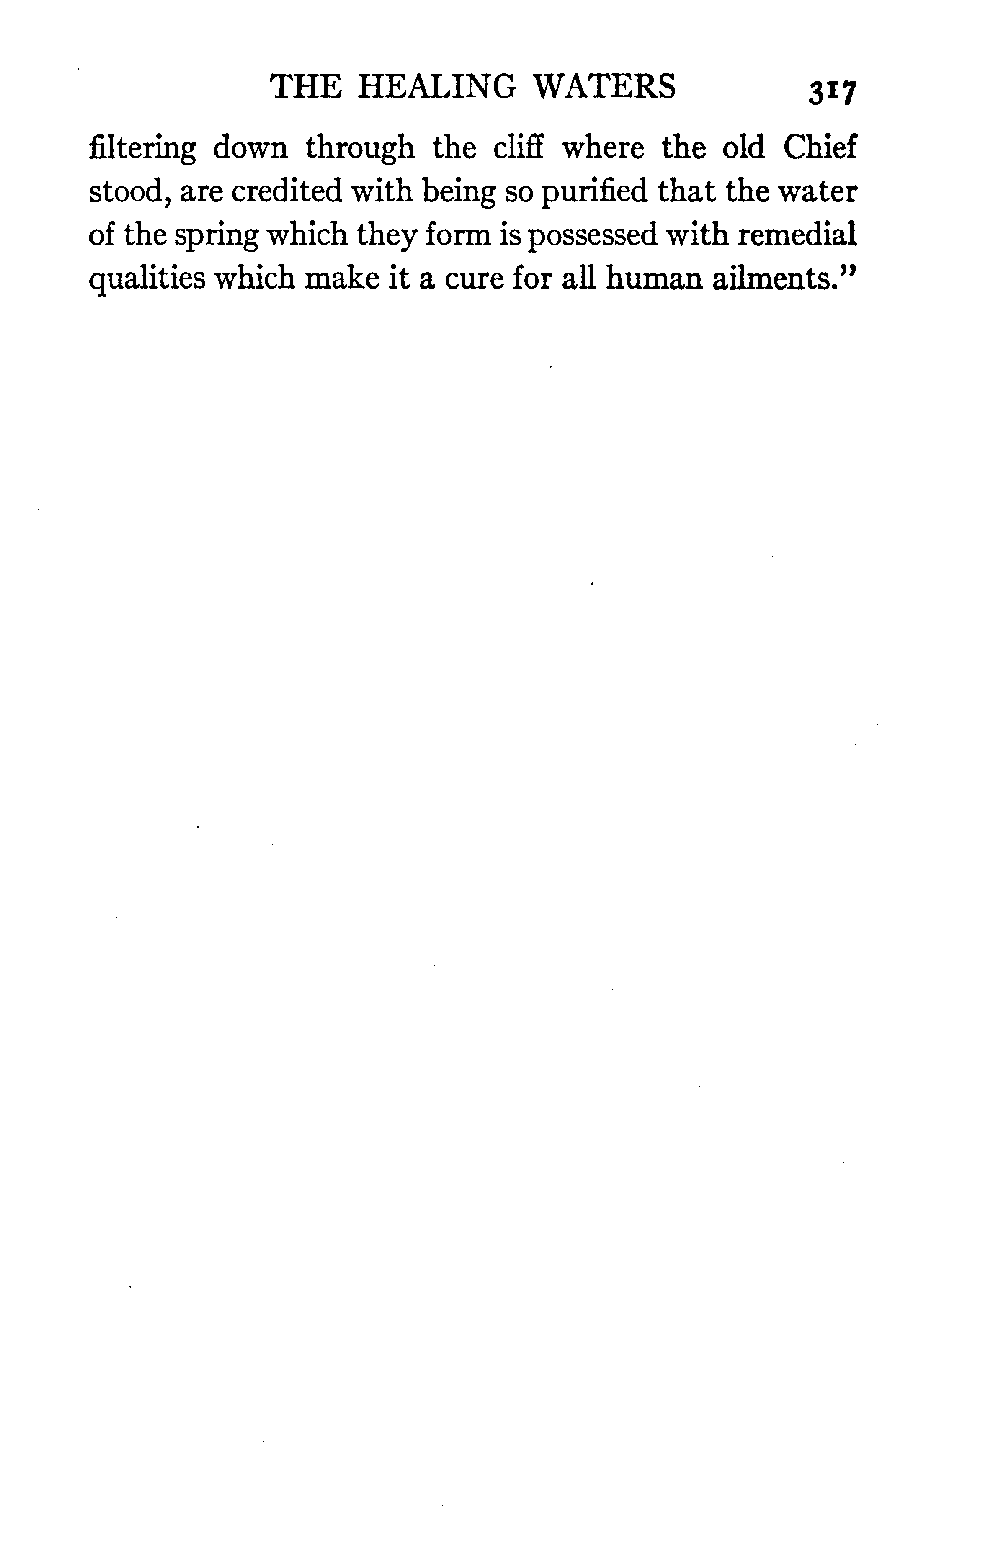 THE HEALING WATERS 317
filtering down through the cliff where the old Chief
stood, are credited with being so purified that the water
of the spring which they form is possessed with remedial
qualities which make it a cure for all human ailments."